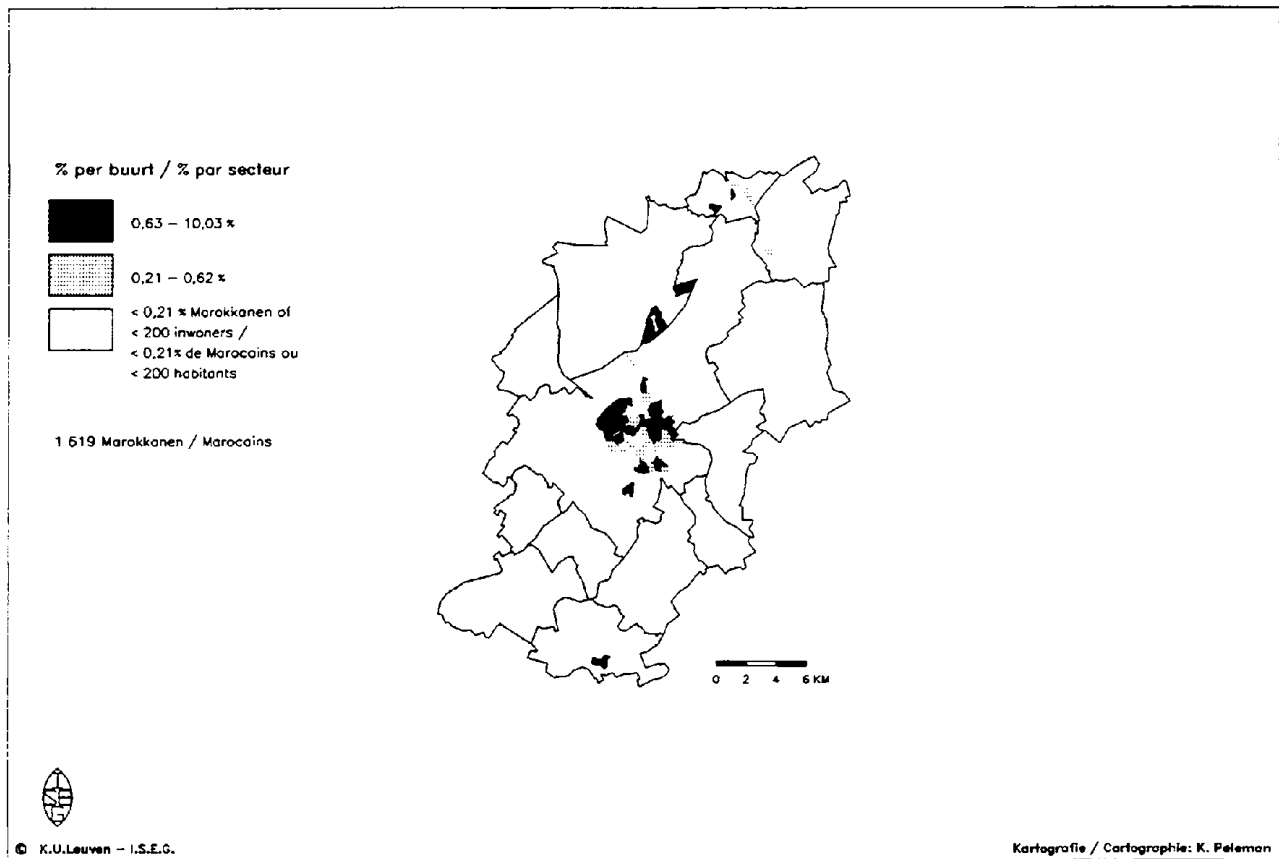 % per buurt / % par secteur
0,63 – 10,03 %
0,21 – 0,62 %
< 0,21 % Marokkanen of
< 200 inwoners /
< 0,21% de Marocains ou
< 200 habitants
1 619 Marokkanen / Marocains
0 2 4 6 KM
I
SE
G
© K.U.Leuven – I.S.E.G.
Kartografie / Cartographie: K. Peleman